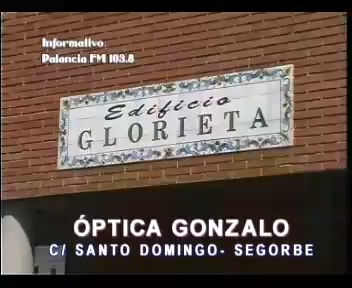 Informativo
Palancia FM 103.8
Edificio
GLORIETA
ÓPTICA GONZALO
C/ SANTO DOMINGO- SEGORBE